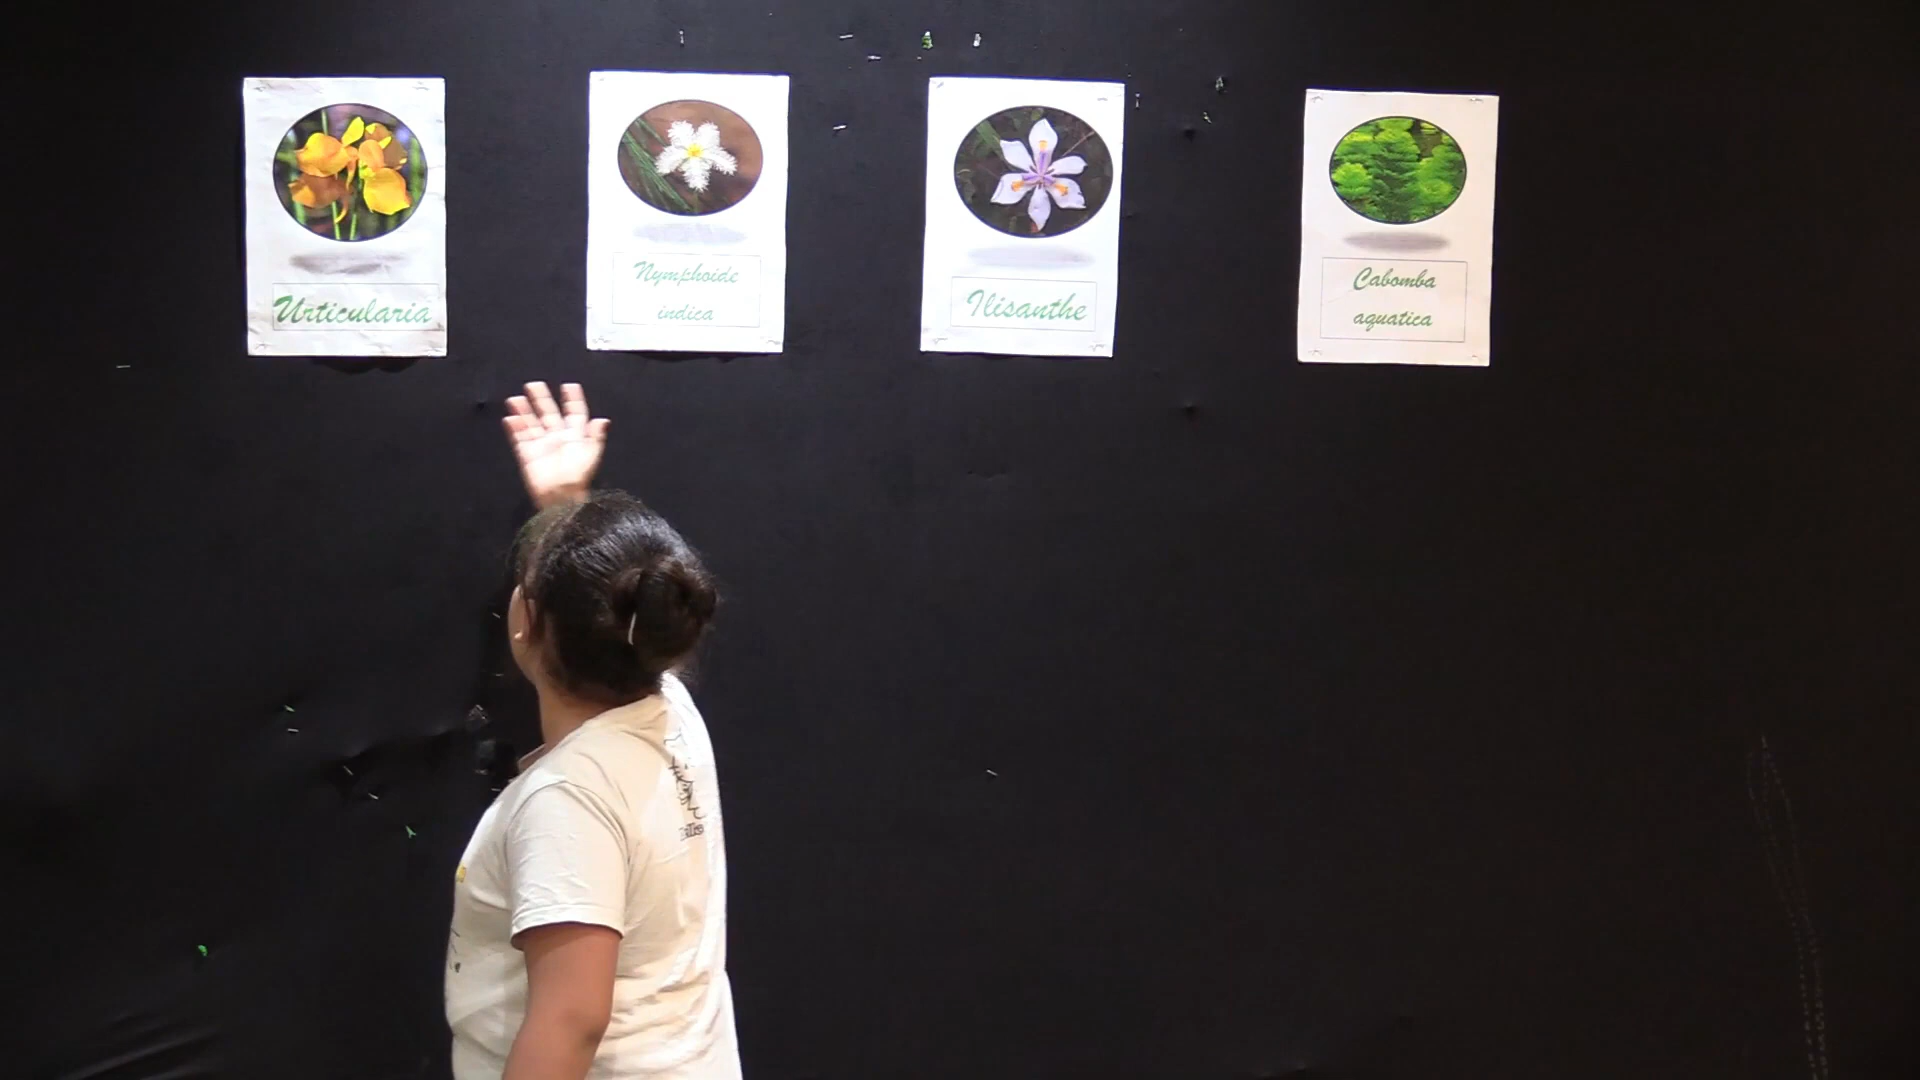 Urticularia
Nymphoide
indica
Ilisanthe
Cabomba
aquatica